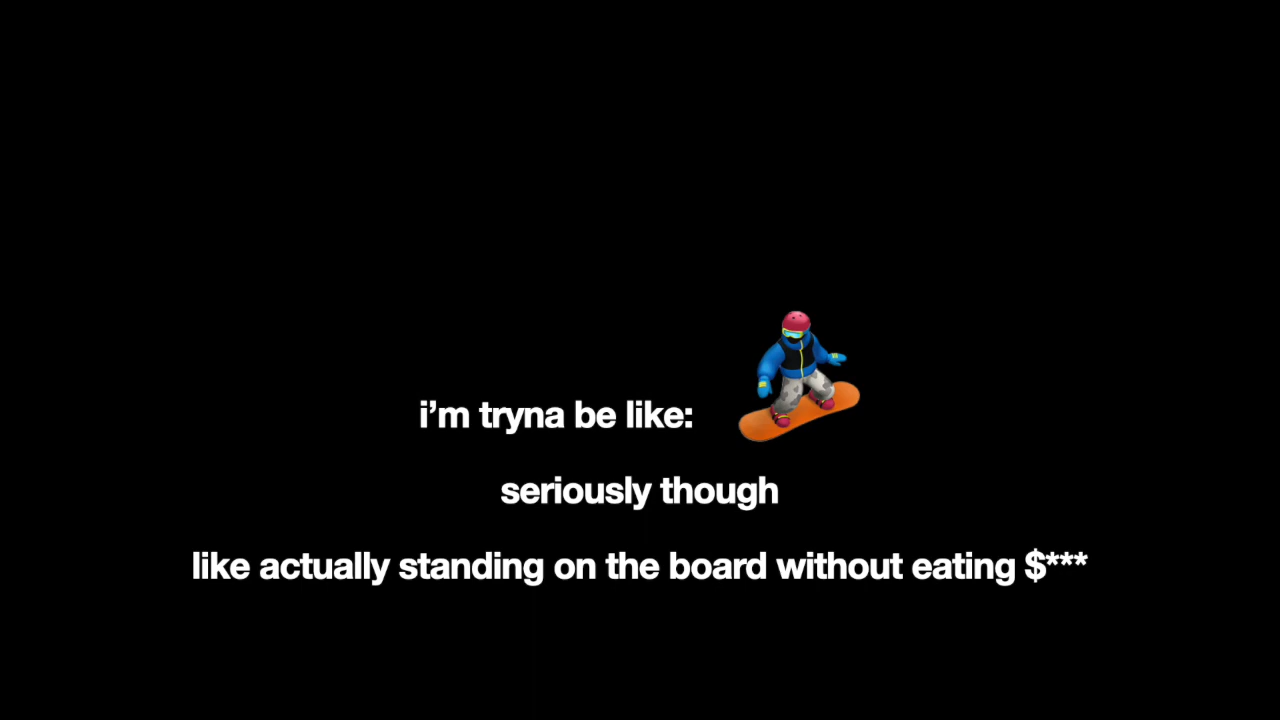 i’m tryna be like:
seriously though
like actually standing on the board without eating $***